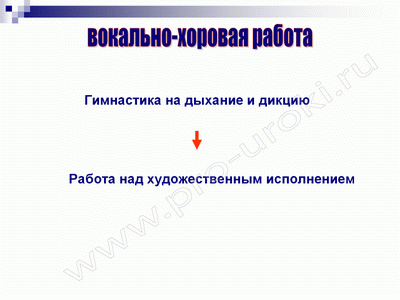 вокально-хоровая работа
Гимнастика на дыхание и дикцию
Работа над художественным исполнением
www.pro-uroki.ru